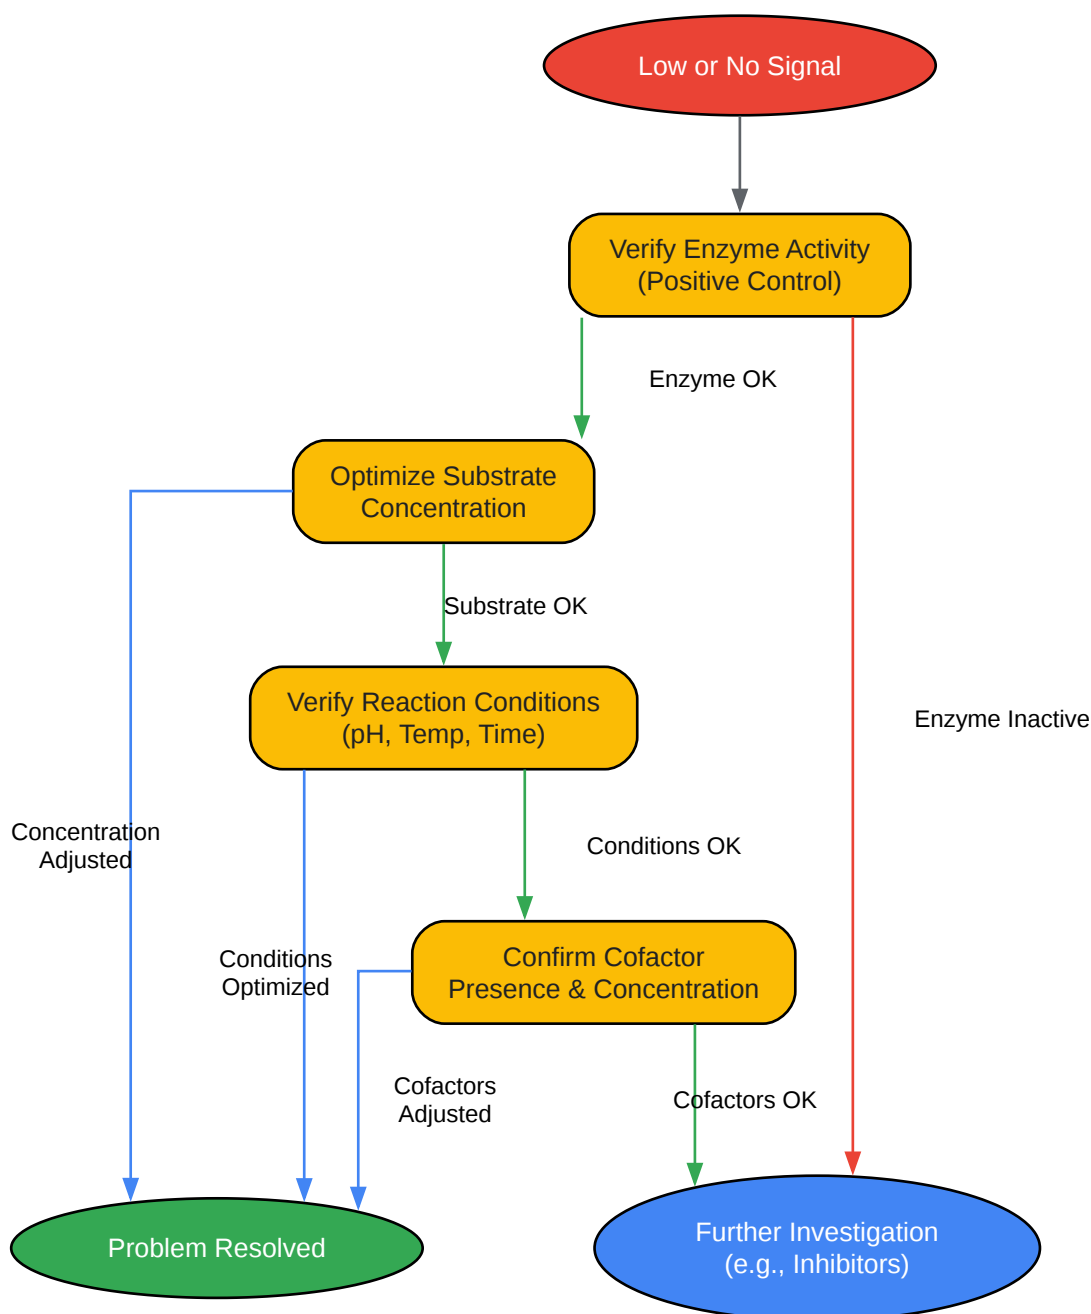 Low or No Signal
Verify Enzyme Activity
(Positive Control)
Enzyme OK
Optimize Substrate
Concentration
Substrate OK
Verify Reaction Conditions
(pH, Temp, Time)
Enzyme Inactive
Concentration
Adjusted
Conditions OK
Conditions
Optimized
Confirm Cofactor
Presence & Concentration
Cofactors
Adjusted
Cofactors OK
Problem Resolved
Further Investigation
(e.g., Inhibitors)